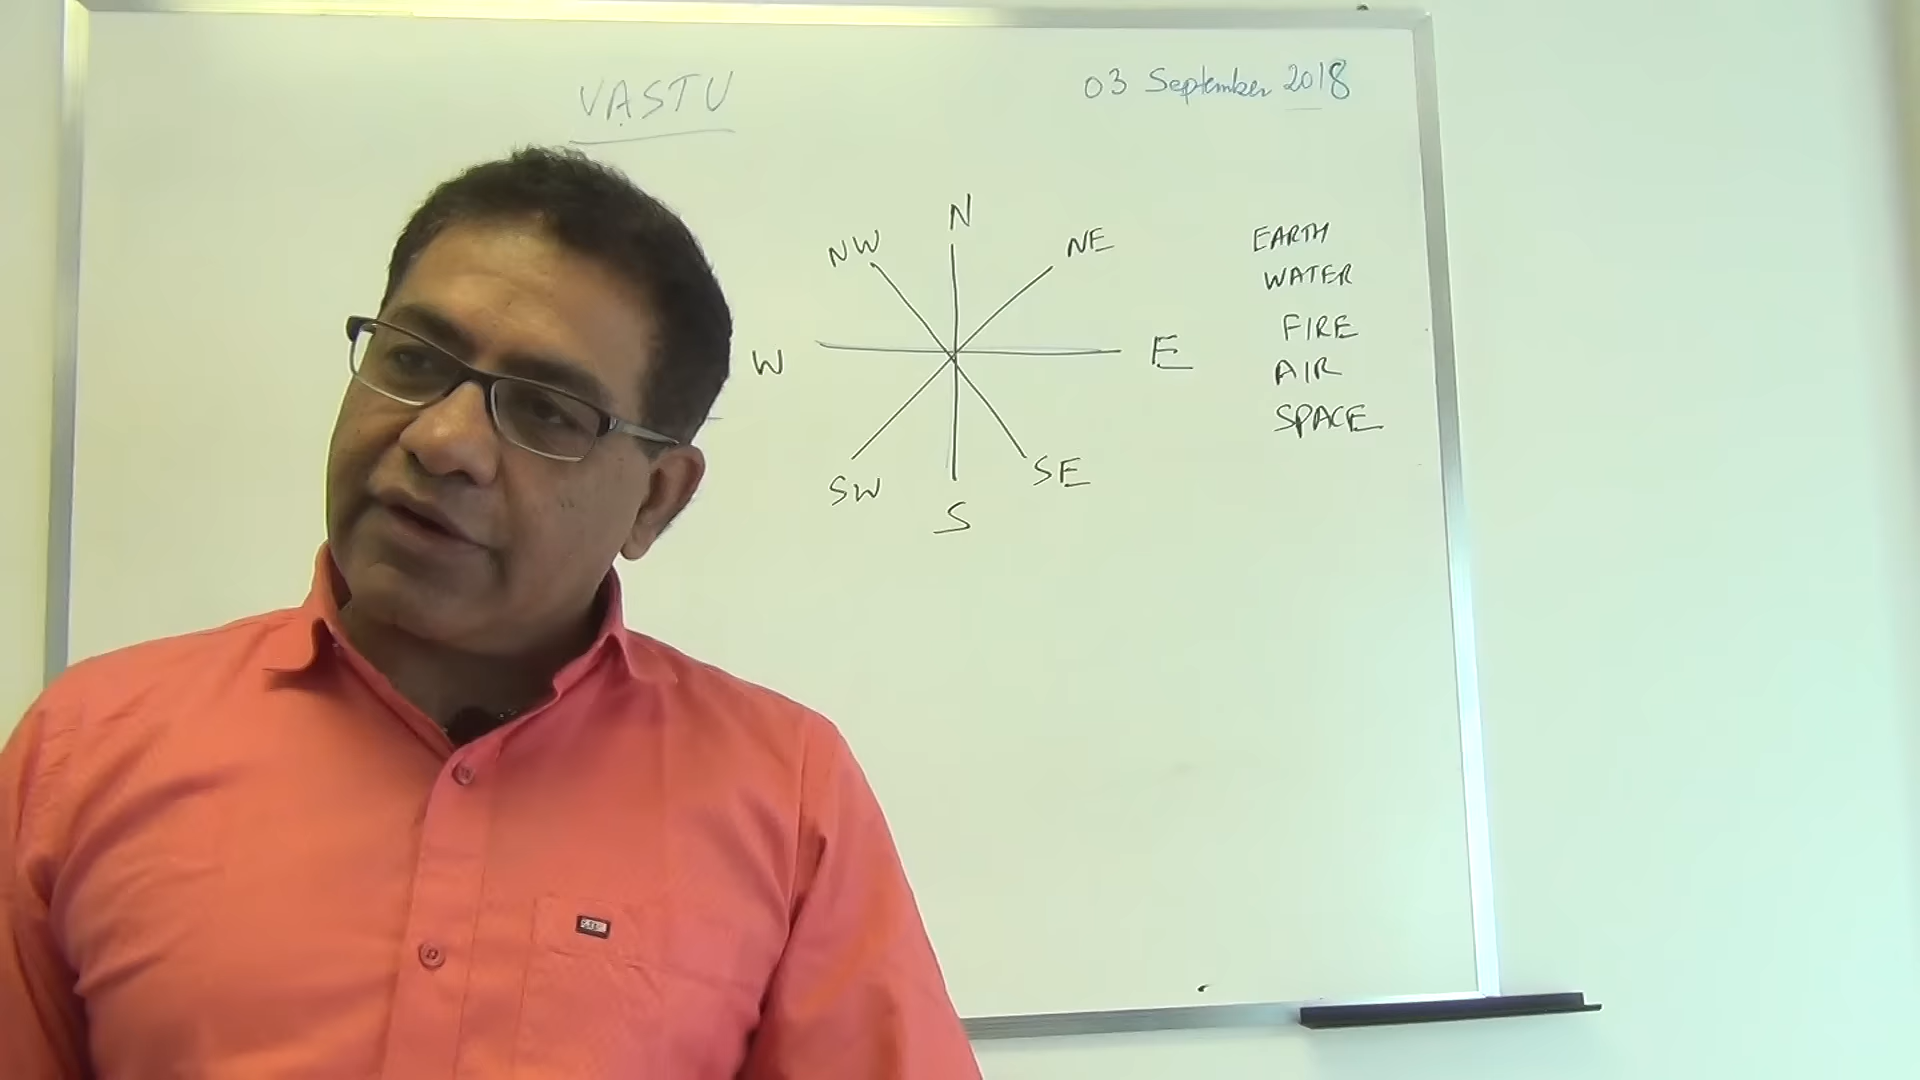 VASTU
03 September 2018
N
NW
NE
W
E
SW
SE
S
EARTH
WATER
FIRE
AIR
SPACE